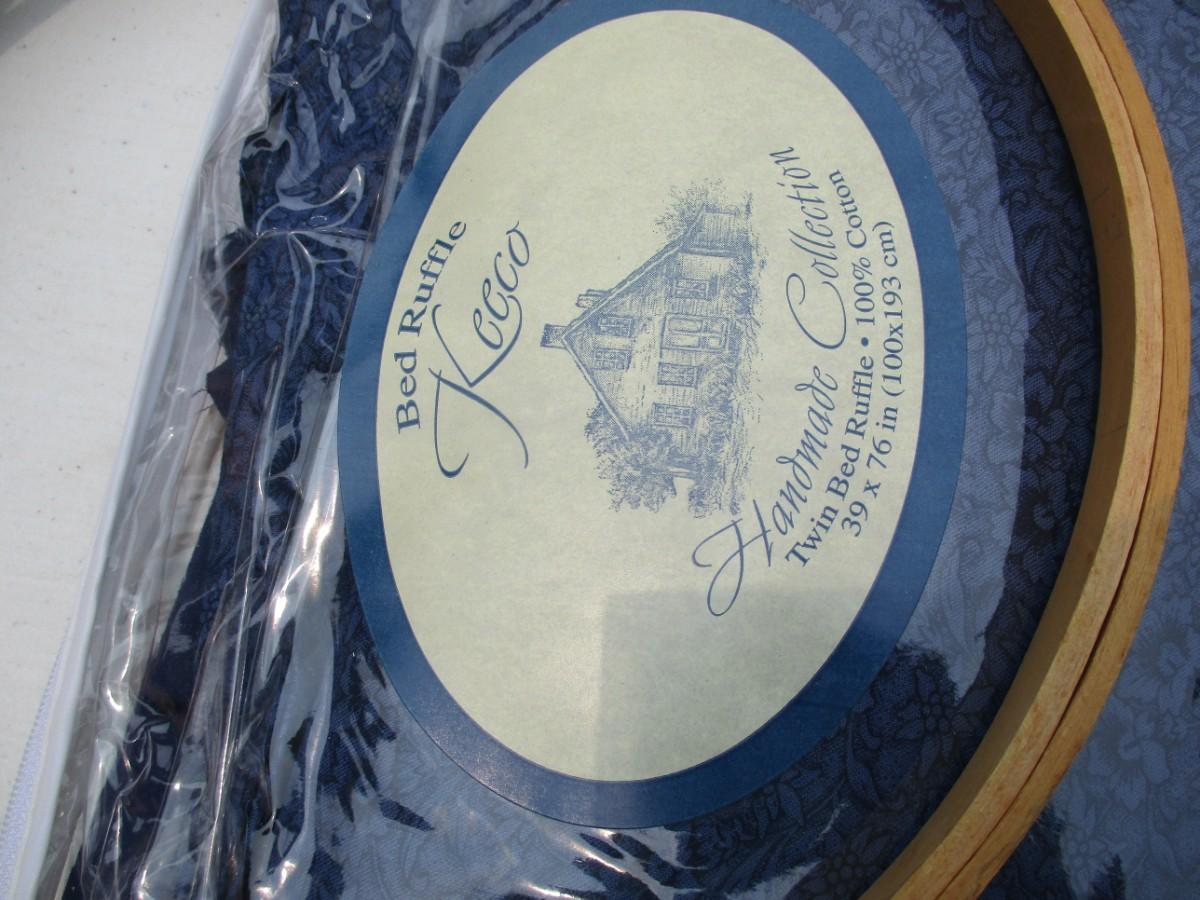 Bed Ruffle
Keeco
Handmade Collection
Twin Bed Ruffle • 100% Cotton
39 x 76 in (100x193 cm)